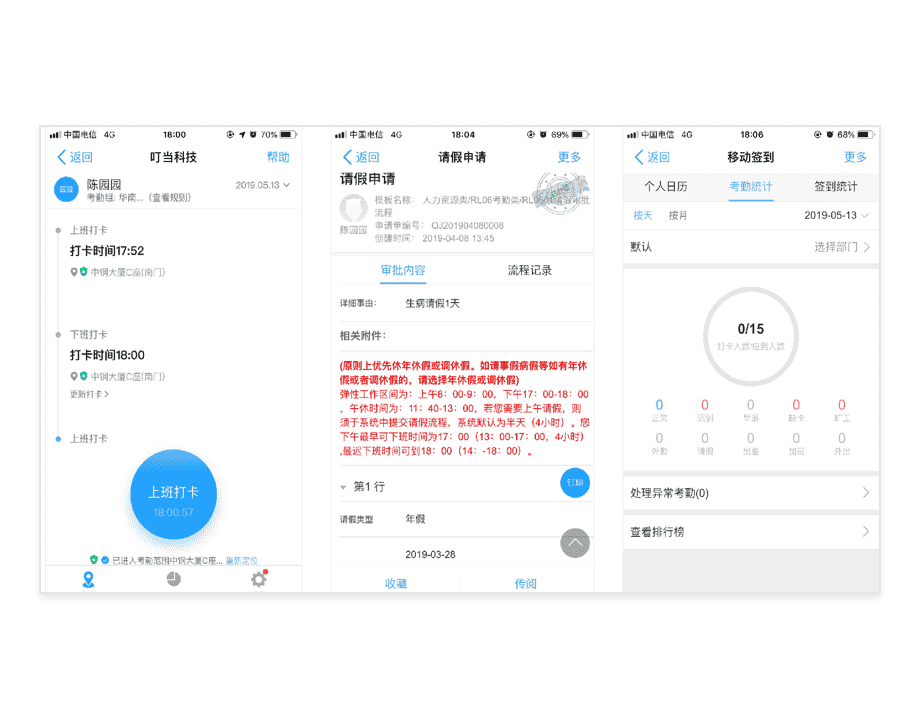 中国电信 4G 18:00 70%
返回 叮当科技 帮助
园园 陈园园 2019.05.13
考勤组: 华南... (查看规则)
上班打卡
打卡时间17:52
中钢大厦C座(南门)
下班打卡
打卡时间18:00
中钢大厦C座(南门)
更新打卡
上班打卡
上班打卡
18:00:57
已进入考勤范围中钢大厦C座... 重新定位
中国电信 4G 18:04 69%
返回 请假申请 更多
请假申请
模板名称: 人力资源类/RL06考勤类/RL0601请假审批
流程
陈园园 申请单编号: QJ201904080008
创建时间: 2019-04-08 13:45
审批内容 流程记录
详细事由: 生病请假1天
相关附件:
(原则上优先休年休假或调休假。如请事假病假等如有年休
假或者调休假的，请选择年休假或调休假)
弹性工作区间为：上午8：00-9：00，下午17：00-18：00
，午休时间为：11：40-13：00，若您需要上午请假，则
须于系统中提交请假流程，系统默认为半天（4小时）。您
下午最早可下班时间为17：00（13：00-17：00，4小时）
,最迟下班时间可到18：00（14：-18：00）。
第1 行 打印
请假类型 年假
2019-03-28
收藏 传阅
中国电信 4G 18:06 68%
返回 移动签到 更多
个人日历 考勤统计 签到统计
按天 按月 2019-05-13
默认 选择部门
0/15
打卡人数/应到人数
0 0 0 0 0
正常 迟到 早退 缺卡 旷工
0 0 0 0 0
外勤 请假 出差 加班 外出
处理异常考勤(0)
查看排行榜